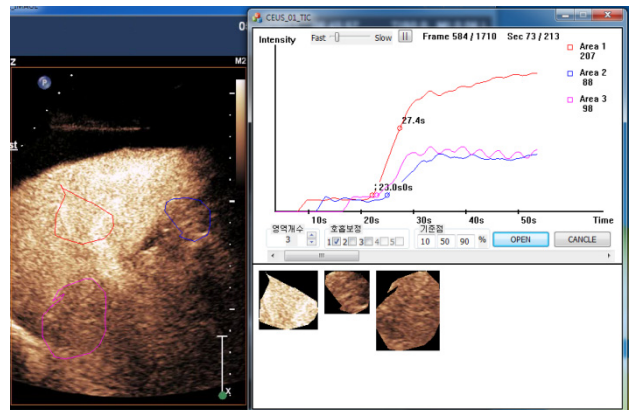 CEUS_01_TIC
Intensity
Fast
Slow
Frame 584 / 1710 Sec 73 / 213
Area 1
207
Area 2
88
Area 3
98
27.4s
23.0s0s
10s 20s 30s 40s 50s Time
영역개수
3
호흡보정
1 2 3 4 5
기준점
10 50 90 %
OPEN
CANCLE
P
M2
st
X